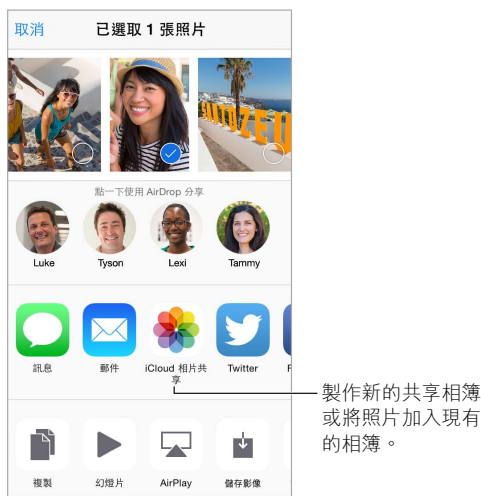 取消 已選取 1 張照片
點一下使用 AirDrop 分享
Luke Tyson Lexi Tammy
訊息 郵件 iCloud 相片共
享 Twitter F
製作新的共享相簿
或將照片加入現有
的相簿。
複製 幻燈片 AirPlay 儲存影像